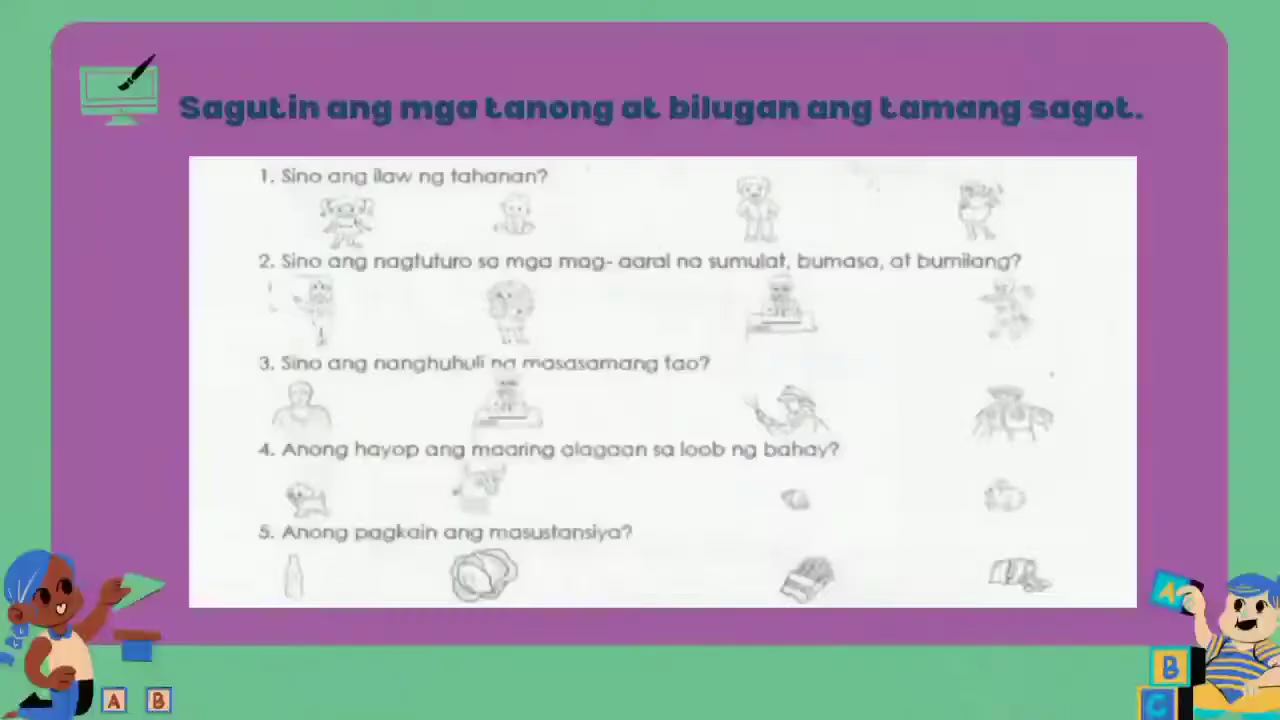 Sagutin ang mga tanong at bilugan ang tamang sagot.
1. Sino ang ilaw ng tahanan?
2. Sino ang nagtuturo sa mga mag- aaral na sumulat, bumasa, at bumilang?
3. Sino ang nanghuhuli ng masasamang tao?
4. Anong hayop ang maaring alagaan sa loob ng bahay?
5. Anong pagkain ang masustansiya?
A B
A
B
C